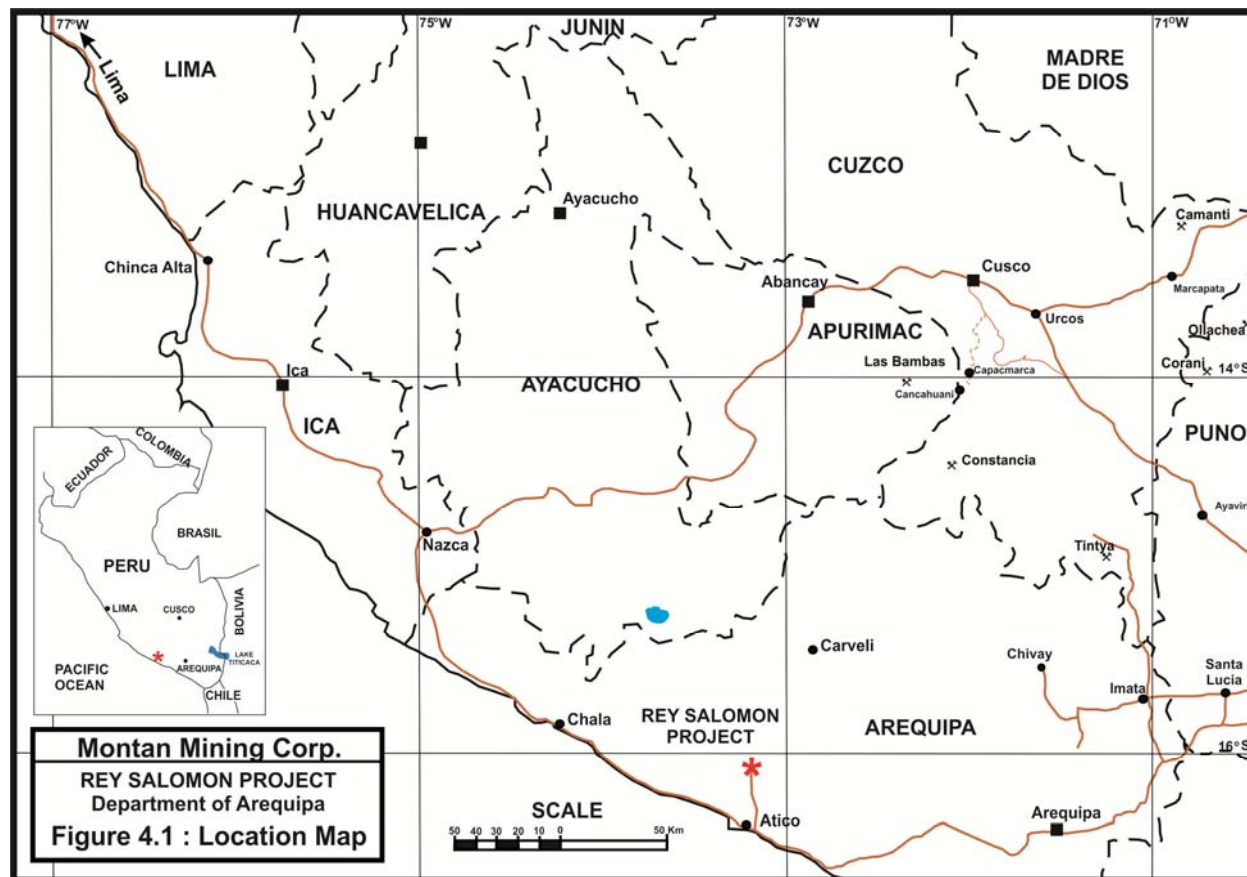 77°W
75°W
73°W
71°W
JUNIN
Lima
LIMA
MADRE
DE DIOS
CUZCO
HUANCAVELICA
Ayacucho
Camanti
Chinca Alta
Cusco
Abancay
Marcapata
Urcos
APURIMAC
Ollachea
Las Bambas
Corani
14°S
Capacmarca
Ica
AYACUCHO
Cancahuani
ICA
PUNO
Constancia
Ayavir
Nazca
Tintya
Carveli
Chivay
Santa
Lucia
Imata
Chala
REY SALOMON
PROJECT
AREQUIPA
16°S
SCALE
Atico
Arequipa
50 40 30 20 10 0 50 Km
COLOMBIA
ECUADOR
BRASIL
PERU
LIMA
CUSCO
BOLIVIA
AREQUIPA
LAKE
TITICACA
PACIFIC
OCEAN
CHILE
Montan Mining Corp.
REY SALOMON PROJECT
Department of Arequipa
Figure 4.1 : Location Map